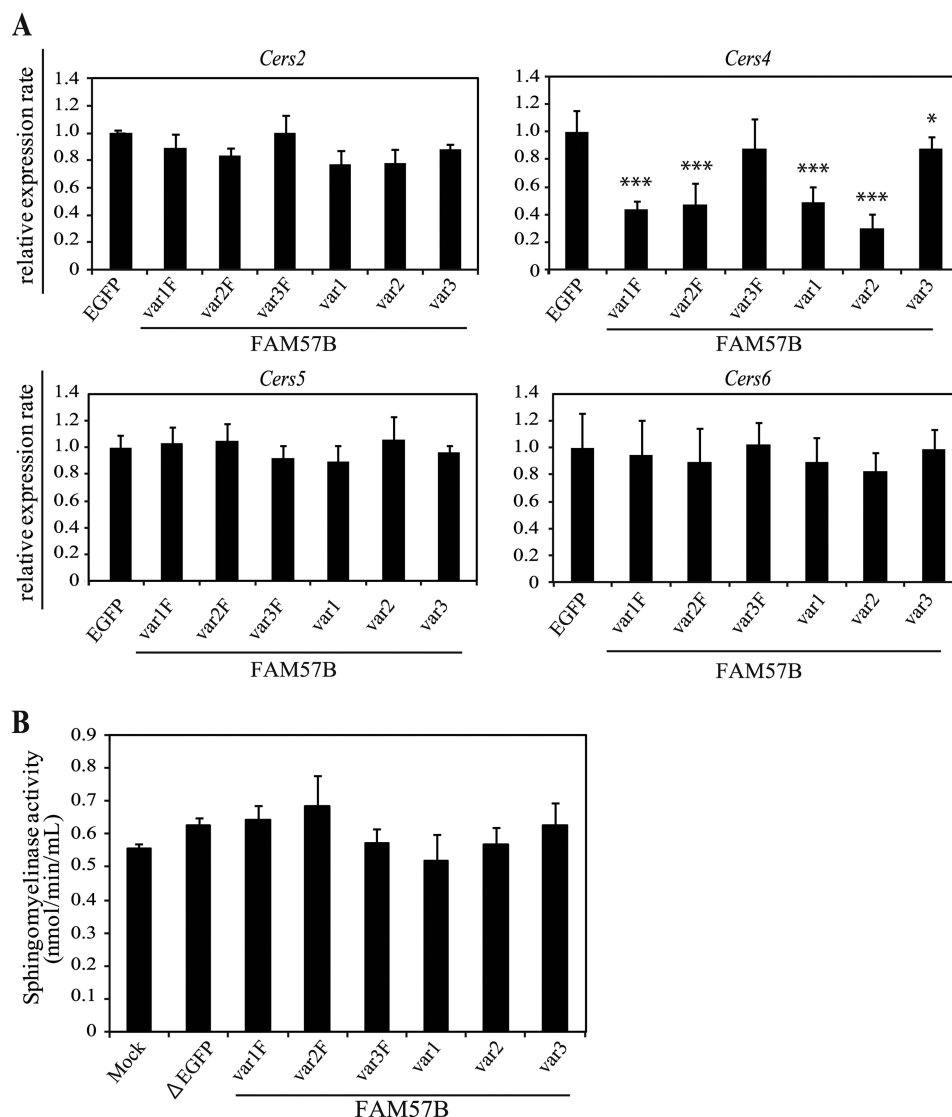 A
Cers2
Cers4
relative expression rate
1.4
1.2
1.0
0.8
0.6
0.4
0.2
0
EGFP
var1F
var2F
var3F
var1
var2
var3
FAM57B
1.4
1.2
1.0
0.8
0.6
0.4
0.2
0
***
***
***
***
*
EGFP
var1F
var2F
var3F
var1
var2
var3
FAM57B
Cers5
Cers6
relative expression rate
1.4
1.2
1.0
0.8
0.6
0.4
0.2
0
EGFP
var1F
var2F
var3F
var1
var2
var3
FAM57B
1.4
1.2
1.0
0.8
0.6
0.4
0.2
0
EGFP
var1F
var2F
var3F
var1
var2
var3
FAM57B
B
Sphingomyelinase activity
(nmol/min/mL)
0.9
0.8
0.7
0.6
0.5
0.4
0.3
0.2
0.1
0
Mock
ΔEGFP
var1F
var2F
var3F
var1
var2
var3
FAM57B